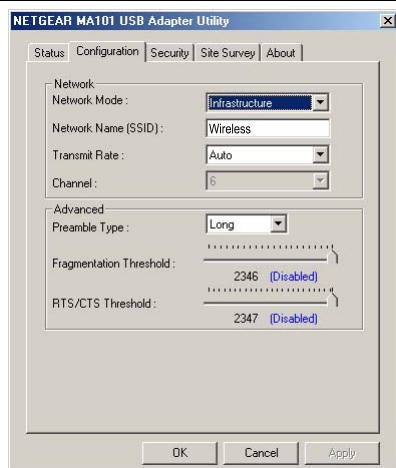 NETGEAR MA101 USB Adapter Utility
Status Configuration Security Site Survey About
Network
Network Mode : Infrastructure
Network Name (SSID) : Wireless
Transmit Rate : Auto
Channel : 6
Advanced
Preamble Type : Long
Fragmentation Threshold :
2346 (Disabled)
RTS/CTS Threshold :
2347 (Disabled)
OK Cancel Apply